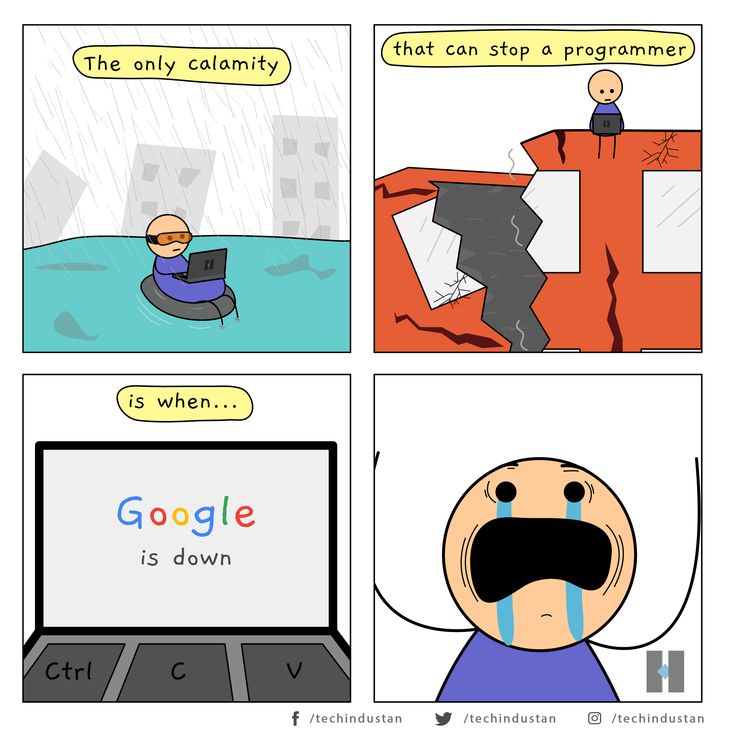 The only calamity
that can stop a programmer
is when...
Google
is down
Ctrl C V
/techindustan /techindustan /techindustan